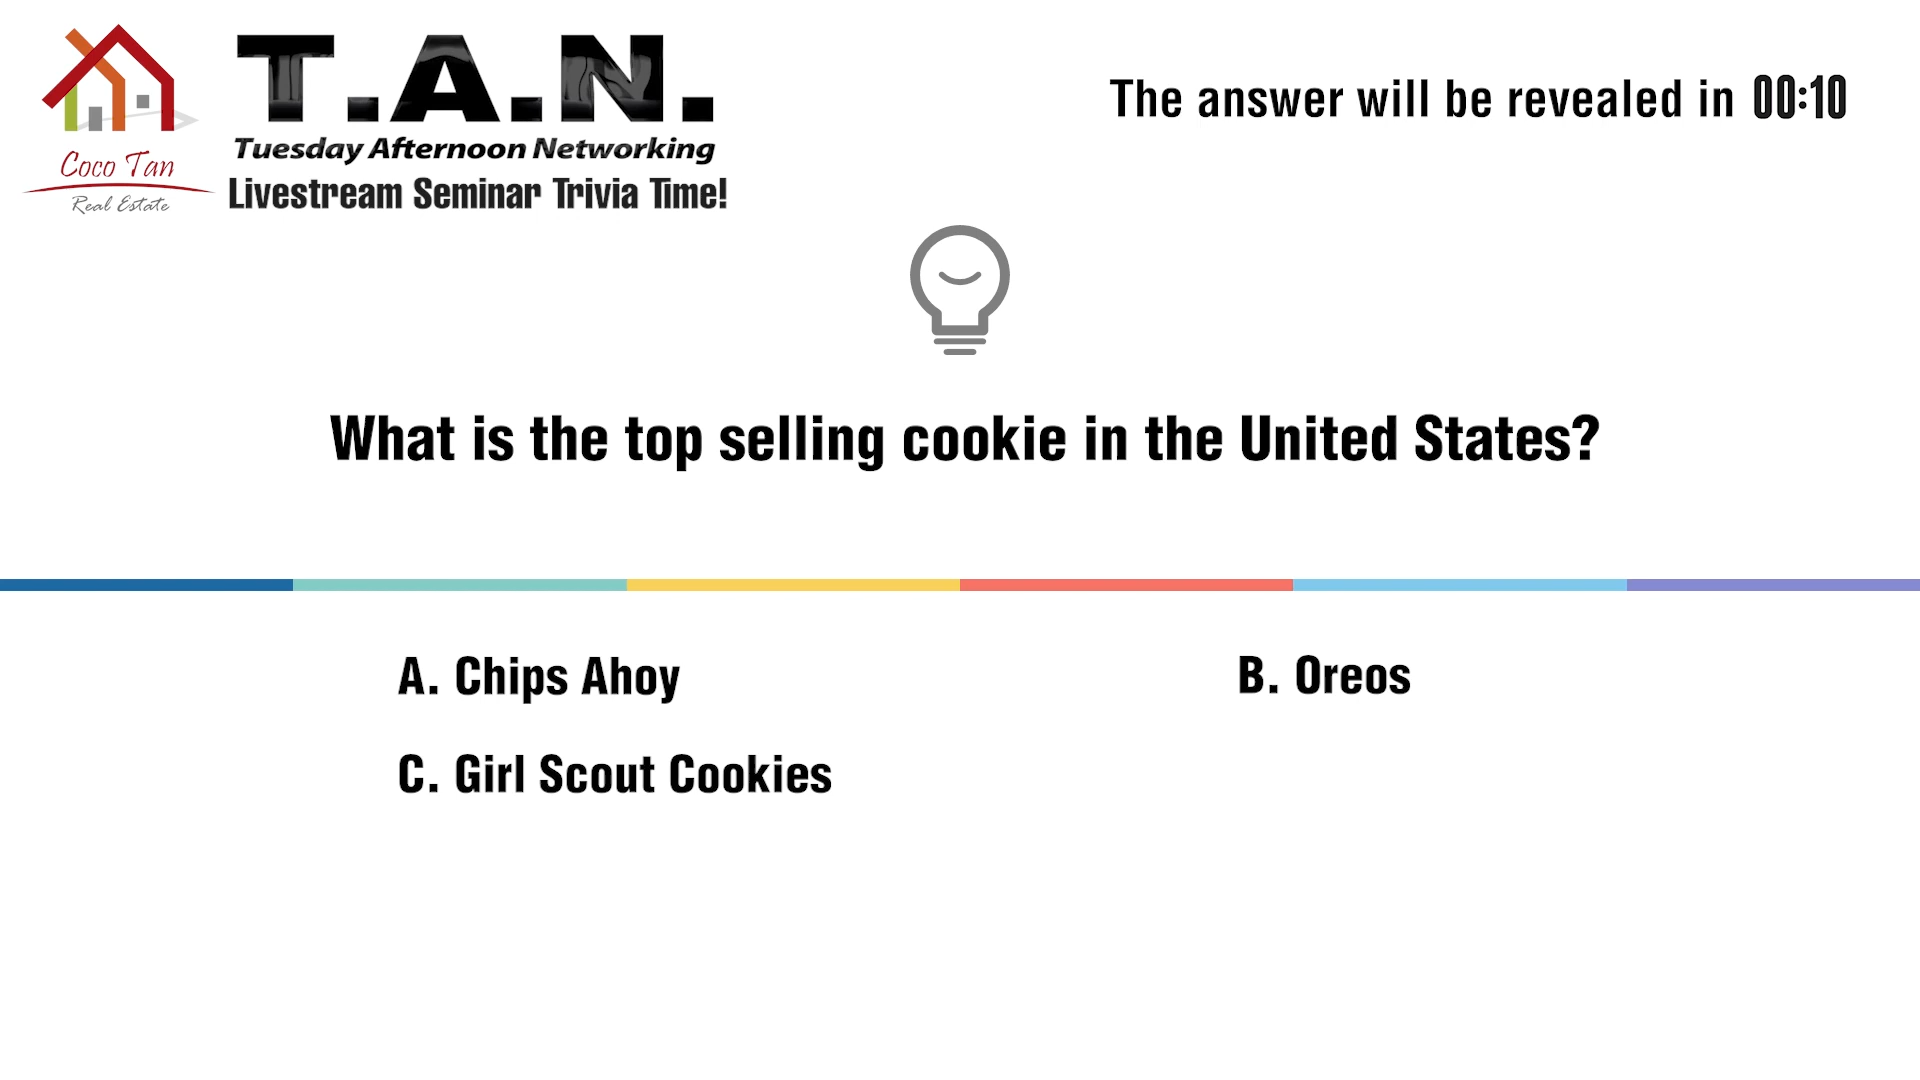 T.A.N.
Tuesday Afternoon Networking
Livestream Seminar Trivia Time!
Coco Tan
Real Estate
The answer will be revealed in 00:10
What is the top selling cookie in the United States?
A. Chips Ahoy
B. Oreos
C. Girl Scout Cookies